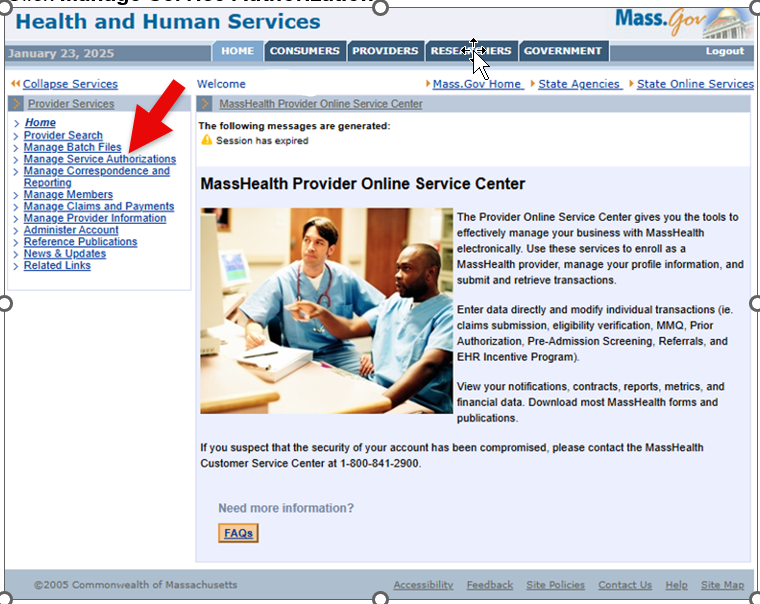 Manage Service Authorization
Health and Human Services
Mass.Gov
January 23, 2025
HOME
CONSUMERS
PROVIDERS
RESEARCHERS
GOVERNMENT
Logout
Collapse Services
Welcome
Mass.Gov Home
State Agencies
State Online Services
Provider Services
Home
Provider Search
Manage Batch Files
Manage Service Authorizations
Manage Correspondence and
Reporting
Manage Members
Manage Claims and Payments
Manage Provider Information
Administer Account
Reference Publications
News & Updates
Related Links
MassHealth Provider Online Service Center
The following messages are generated:
Session has expired
MassHealth Provider Online Service Center
The Provider Online Service Center gives you the tools to
effectively manage your business with MassHealth
electronically. Use these services to enroll as a
MassHealth provider, manage your profile information, and
submit and retrieve transactions.
Enter data directly and modify individual transactions (ie.
claims submission, eligibility verification, MMQ, Prior
Authorization, Pre-Admission Screening, Referrals, and
EHR Incentive Program).
View your notifications, contracts, reports, metrics, and
financial data. Download most MassHealth forms and
publications.
If you suspect that the security of your account has been compromised, please contact the MassHealth
Customer Service Center at 1-800-841-2900.
Need more information?
FAQs
©2005 Commonwealth of Massachusetts
Accessibility
Feedback
Site Policies
Contact Us
Help
Site Map